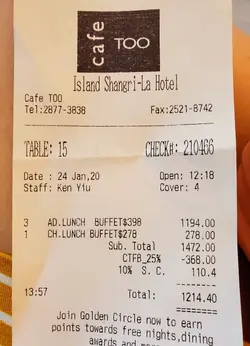 cafe TOO
Island Shangri-La Hotel
Cafe TOO
Tel:2877-3838 Fax:2521-8742
TABLE: 15 CHECK#: 210466
Date : 24 Jan,20 Open: 12:18
Staff: Ken Yiu Cover: 4
3 AD.LUNCH BUFFET$398 1194.00
1 CH.LUNCH BUFFET$278 278.00
Sub. Total 1472.00
CTFB_25% -368.00
10% S. C. 110.4
13:57 Total: 1214.40
Join Golden Circle now to earn
points towards free nights,dining
awards and